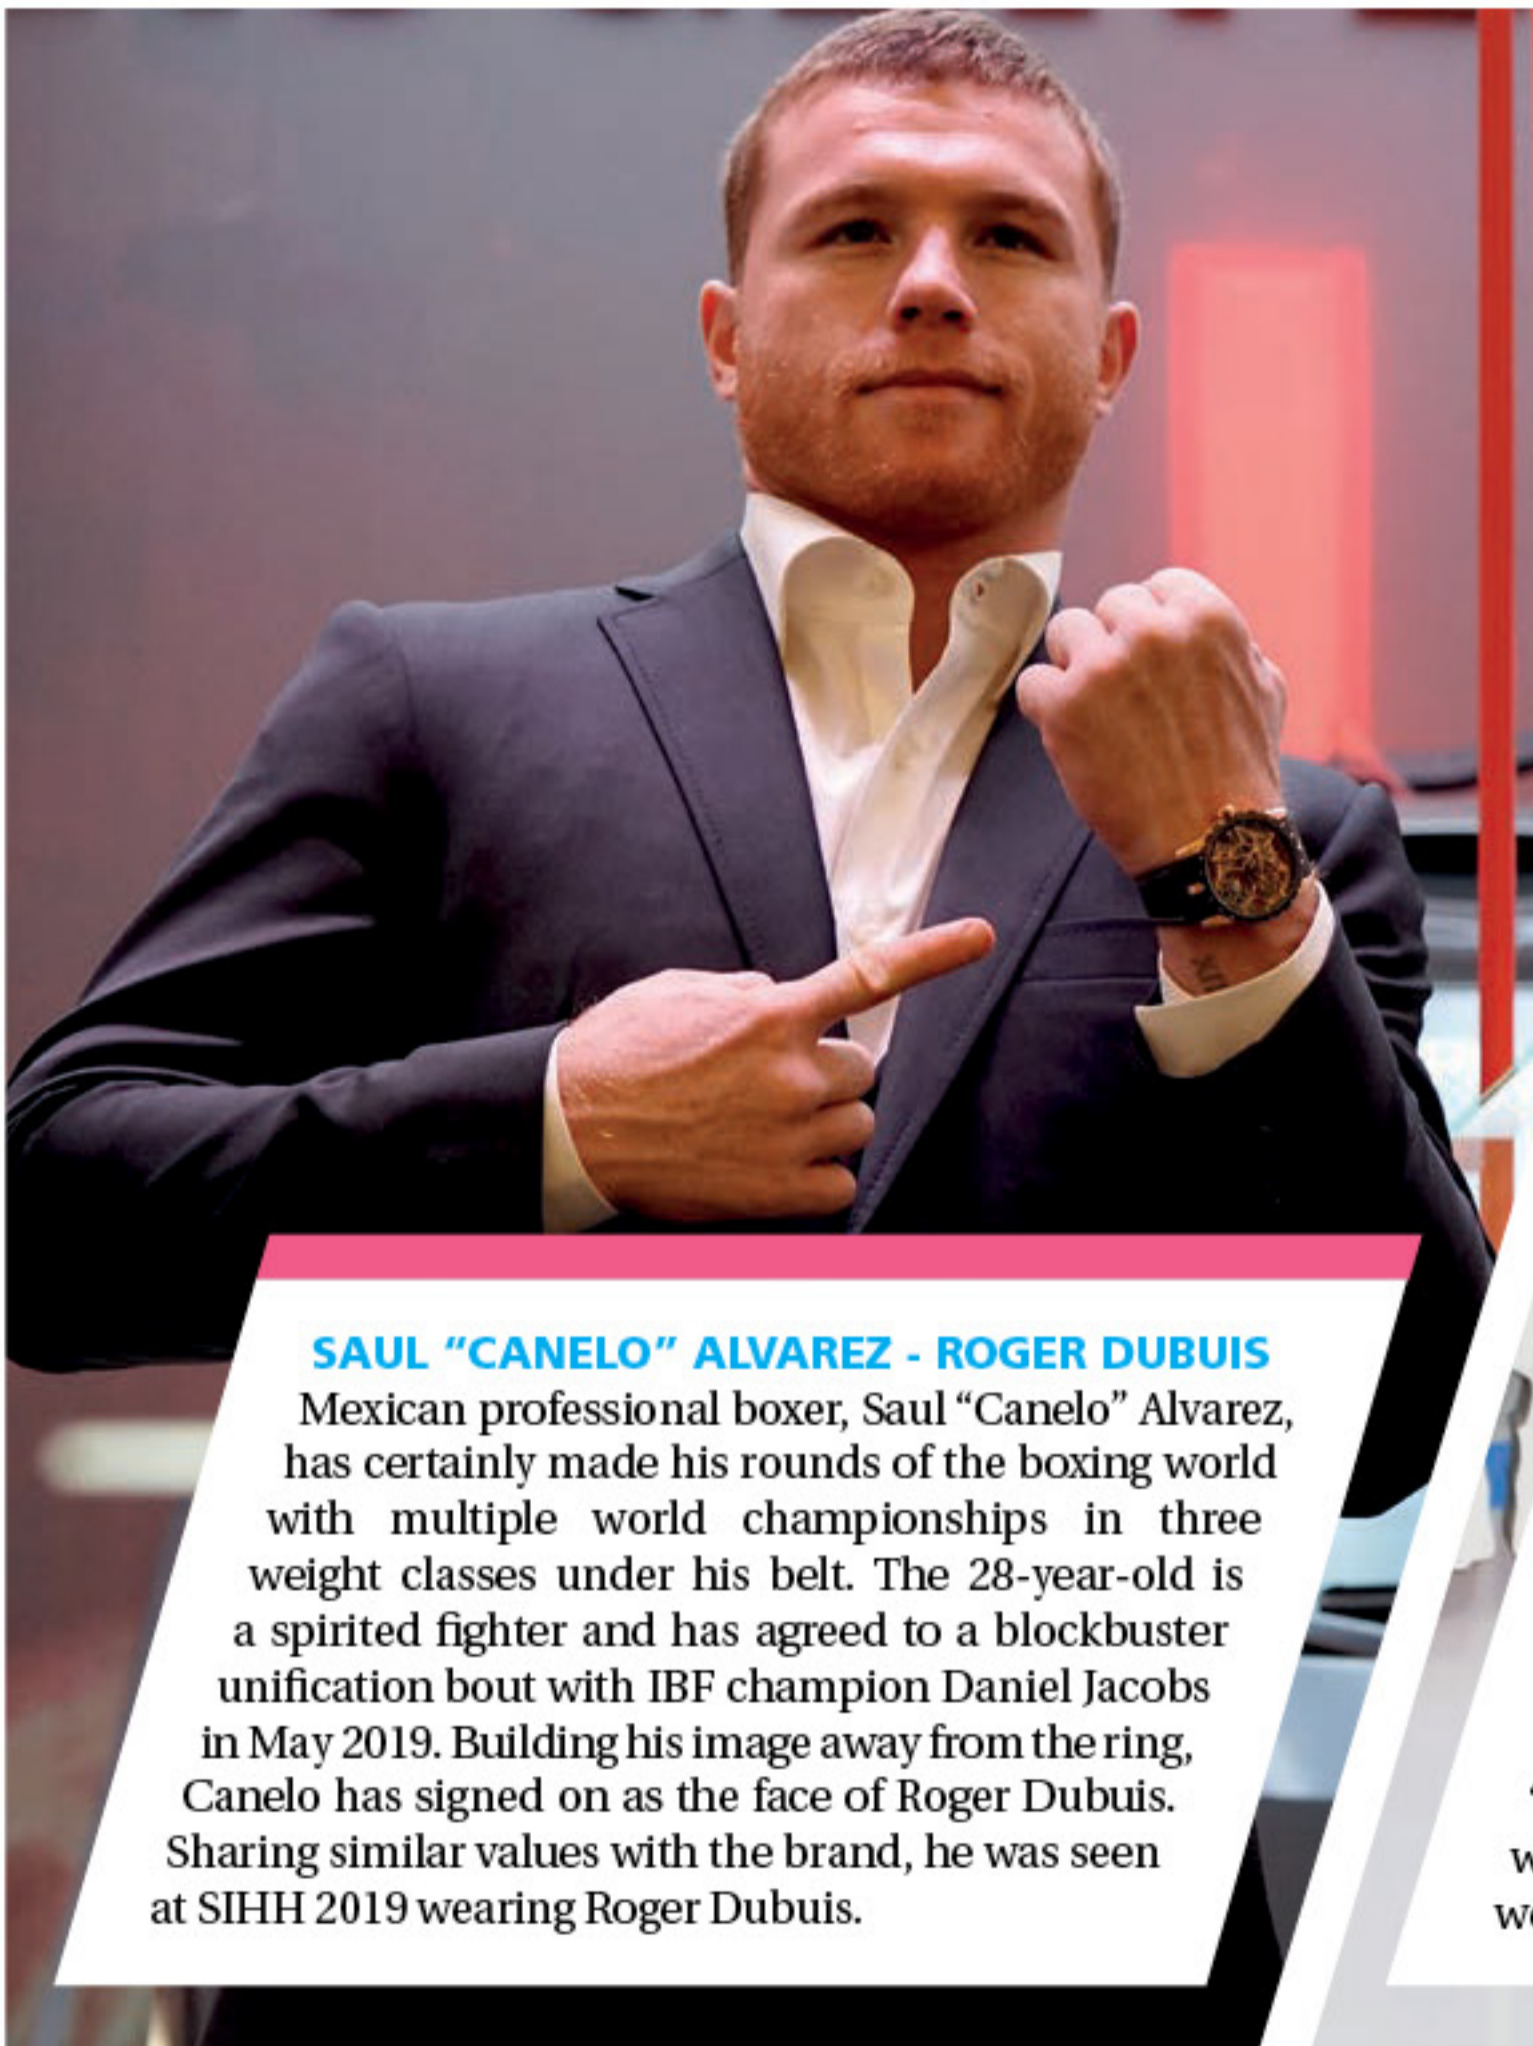 SAUL “CANELO” ALVAREZ - ROGER DUBUIS
Mexican professional boxer, Saul “Canelo” Alvarez,
has certainly made his rounds of the boxing world
with multiple world championships in three
weight classes under his belt. The 28-year-old is
a spirited fighter and has agreed to a blockbuster
unification bout with IBF champion Daniel Jacobs
in May 2019. Building his image away from the ring,
Canelo has signed on as the face of Roger Dubuis.
Sharing similar values with the brand, he was seen
at SIHH 2019 wearing Roger Dubuis.